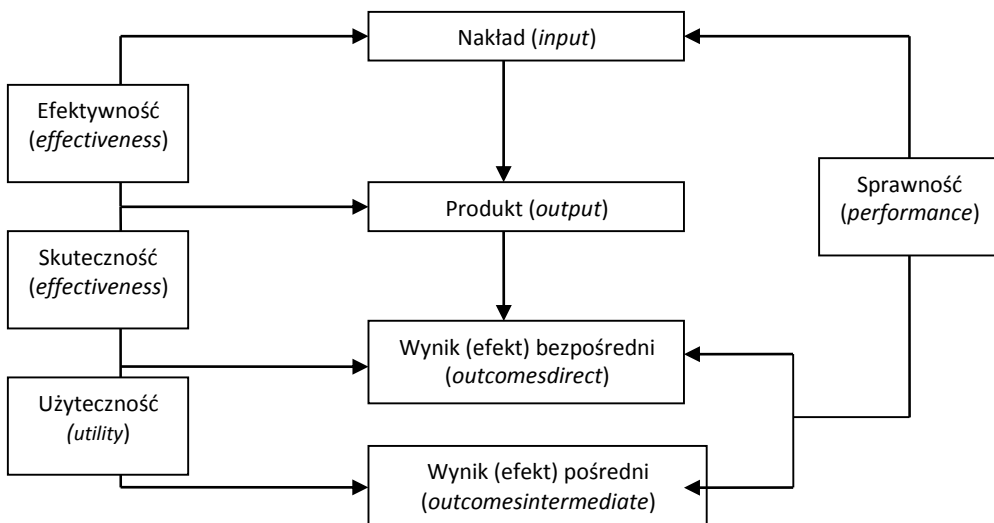 Nakład (input)
Efektywność
(effectiveness)
Produkt (output)
Sprawność
(performance)
Skuteczność
(effectiveness)
Wynik (efekt) bezpośredni
(outcomesdirect)
Użyteczność
(utility)
Wynik (efekt) pośredni
(outcomesintermediate)